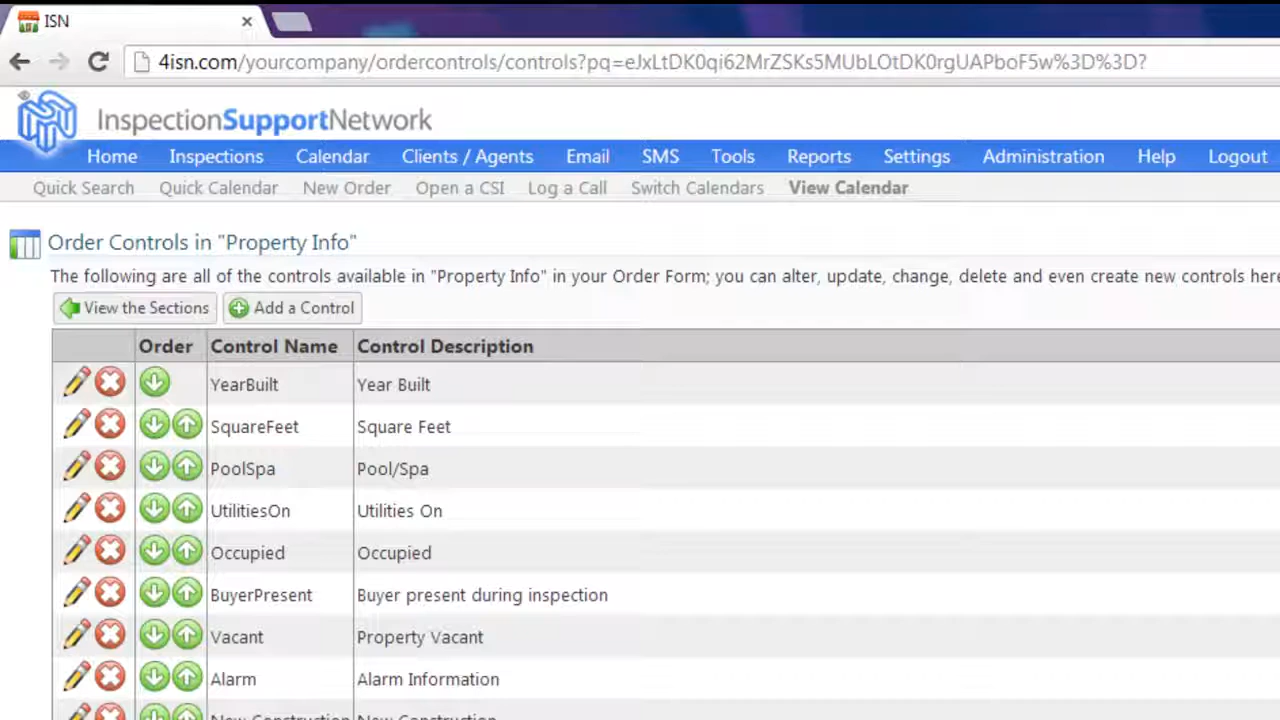 ISN
4isn.com/yourcompany/ordercontrols/controls?pq=eJxLtDK0qi62MrZSKs5MUbLOtDK0rgUAPboF5w%3D%3D?
InspectionSupportNetwork
Home Inspections Calendar Clients / Agents Email SMS Tools Reports Settings Administration Help Logout
Quick Search Quick Calendar New Order Open a CSI Log a Call Switch Calendars View Calendar
Order Controls in "Property Info"
The following are all of the controls available in "Property Info" in your Order Form; you can alter, update, change, delete and even create new controls here
View the Sections Add a Control
Order Control Name Control Description
YearBuilt Year Built
SquareFeet Square Feet
PoolSpa Pool/Spa
UtilitiesOn Utilities On
Occupied Occupied
BuyerPresent Buyer present during inspection
Vacant Property Vacant
Alarm Alarm Information
New Construction New Construction